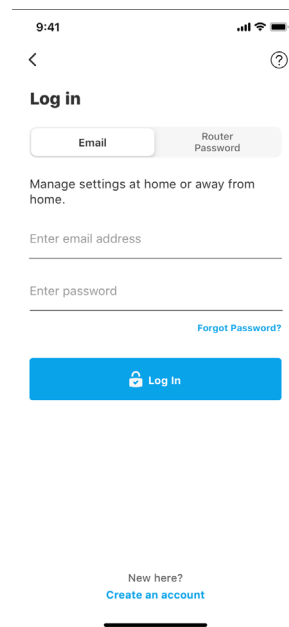 9:41
Log in
Email
Router
Password
Manage settings at home or away from
home.
Enter email address
Enter password
Forgot Password?
Log In
New here?
Create an account